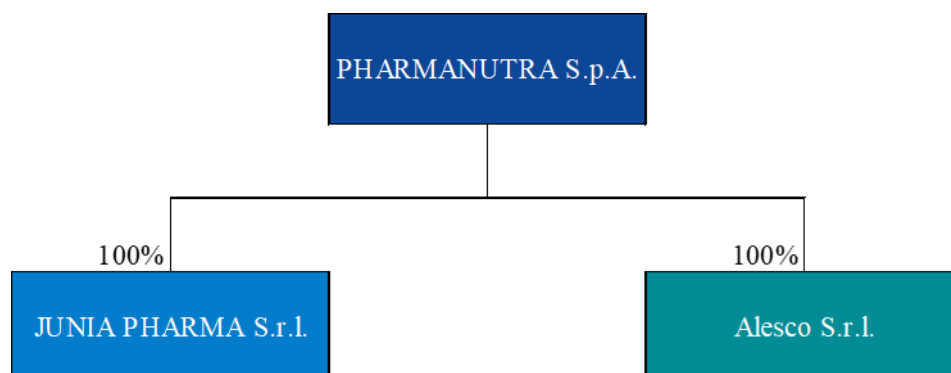 PHARMANUTRA S.p.A.
100%
100%
JUNIA PHARMA S.r.l.
Alesco S.r.l.